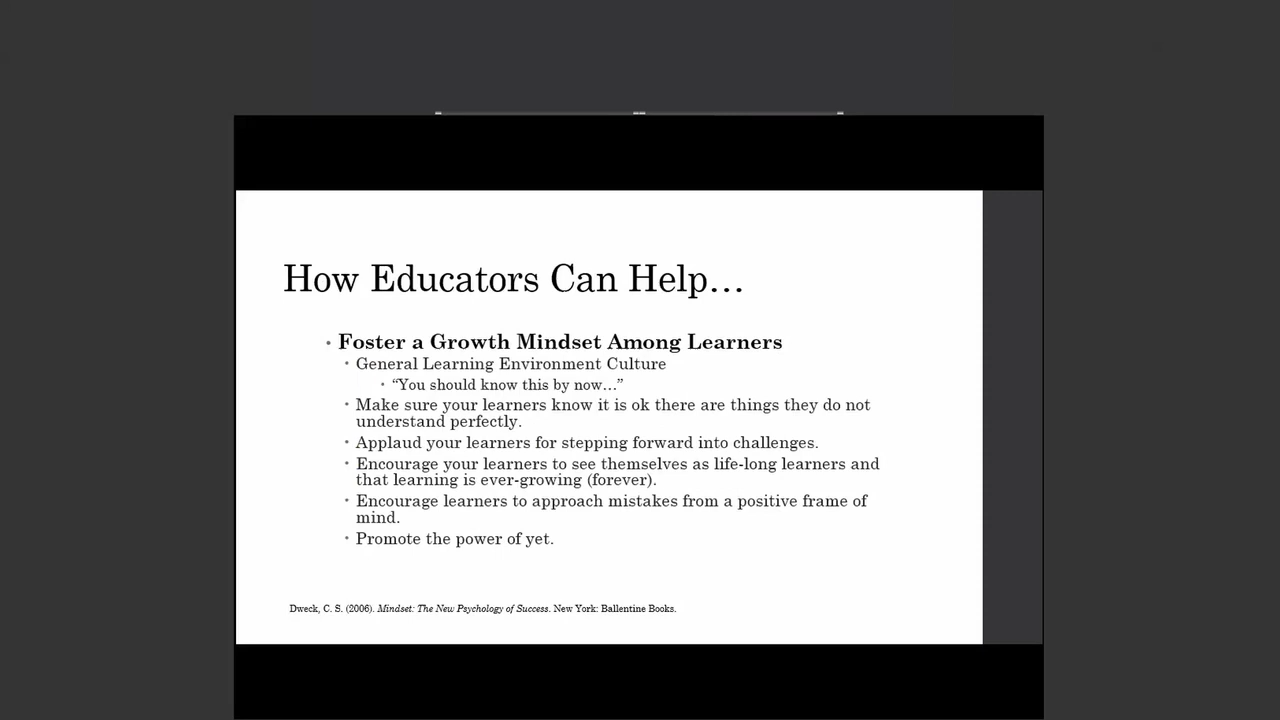 How Educators Can Help…
• Foster a Growth Mindset Among Learners
• General Learning Environment Culture
• “You should know this by now…”
• Make sure your learners know it is ok there are things they do not
understand perfectly.
• Applaud your learners for stepping forward into challenges.
• Encourage your learners to see themselves as life-long learners and
that learning is ever-growing (forever).
• Encourage learners to approach mistakes from a positive frame of
mind.
• Promote the power of yet.
Dweck, C. S. (2006). Mindset: The New Psychology of Success. New York: Ballentine Books.